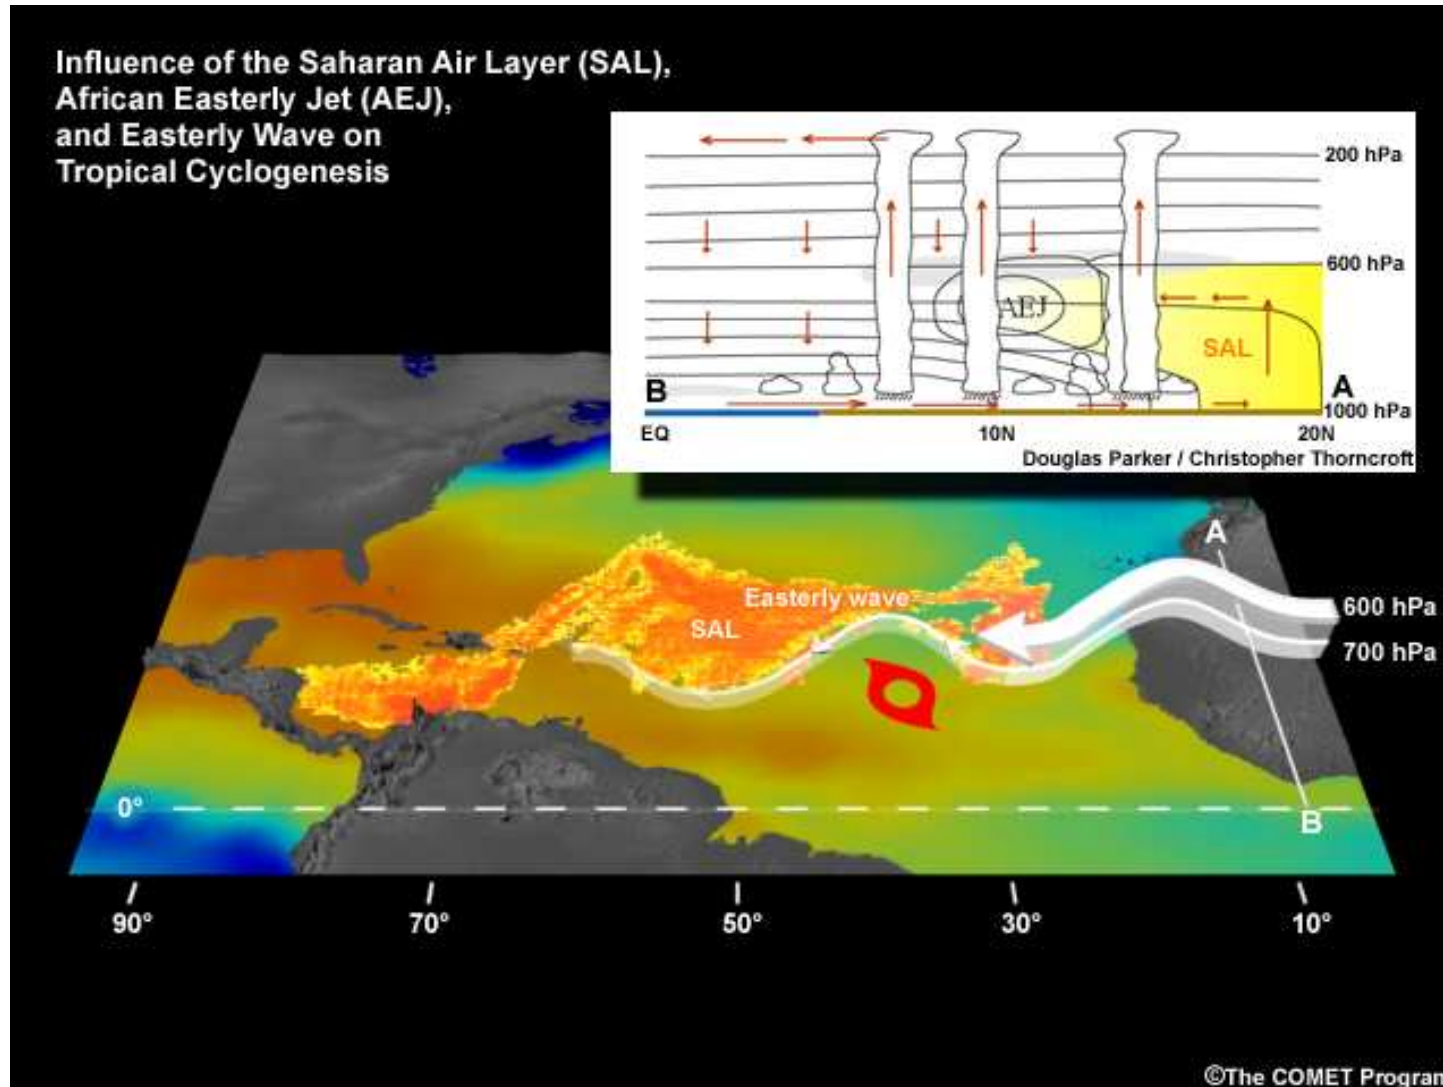 Influence of the Saharan Air Layer (SAL),
African Easterly Jet (AEJ),
and Easterly Wave on
Tropical Cyclogenesis
200 hPa
600 hPa
AEJ
SAL
B
A
1000 hPa
EQ
10N
20N
Douglas Parker / Christopher Thorncroft
A
Easterly wave
SAL
600 hPa
700 hPa
0°
B
90°
70°
50°
30°
10°
©The COMET Program